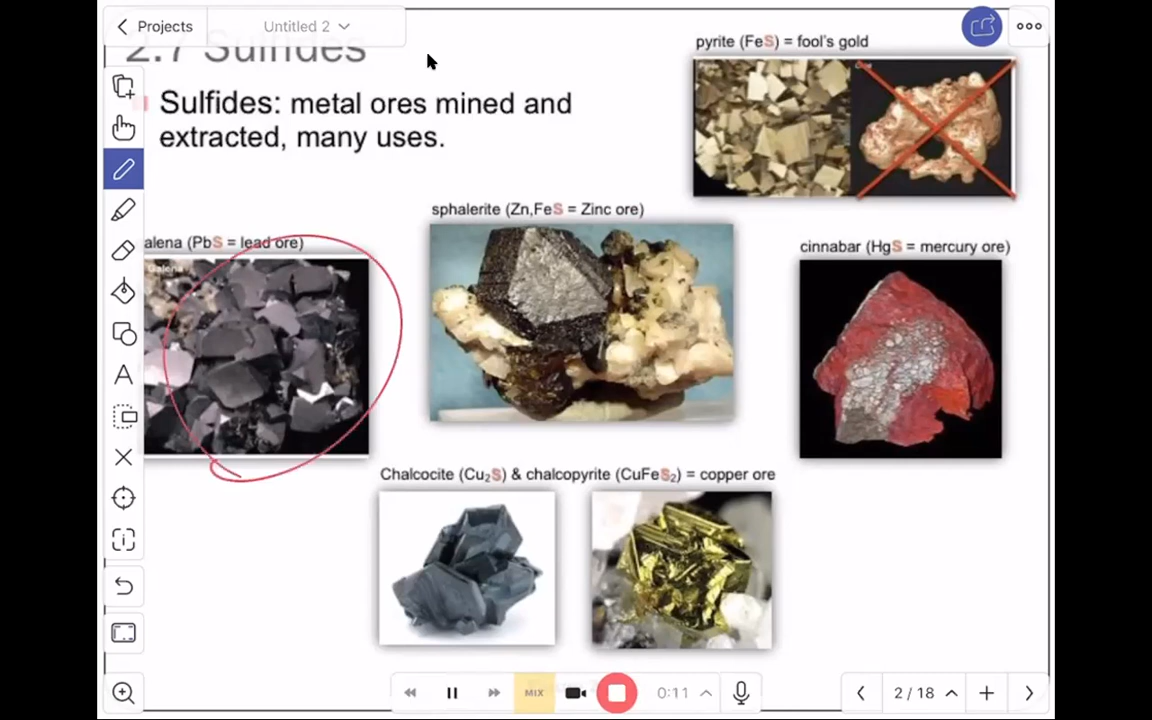 Projects
Untitled 2
2.7 Sulfides
Sulfides: metal ores mined and
extracted, many uses.
pyrite (FeS) = fool's gold
sphalerite (Zn,FeS = Zinc ore)
alena (PbS = lead ore)
Galena
cinnabar (HgS = mercury ore)
Chalcocite (Cu₂S) & chalcopyrite (CuFeS₂) = copper ore
A
MIX
0:11
2 / 18